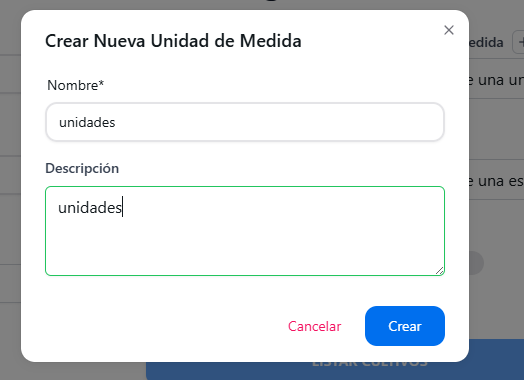 Crear Nueva Unidad de Medida
edida
Nombre*
e una un
unidades
Descripción
e una es
unidades
Cancelar
Crear
LISTAR CULTIVOS